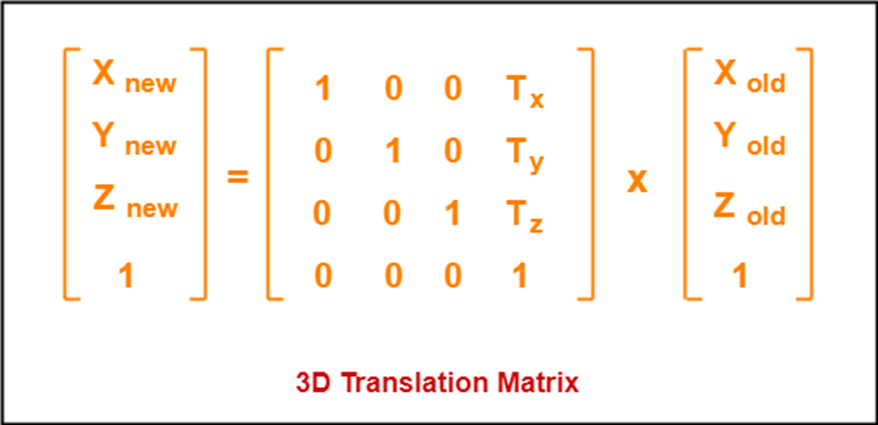 X new 1 0 0 Tx X old
Y new 0 1 0 Ty Y old
= x
Z new 0 0 1 Tz Z old
1 0 0 0 1 1
3D Translation Matrix